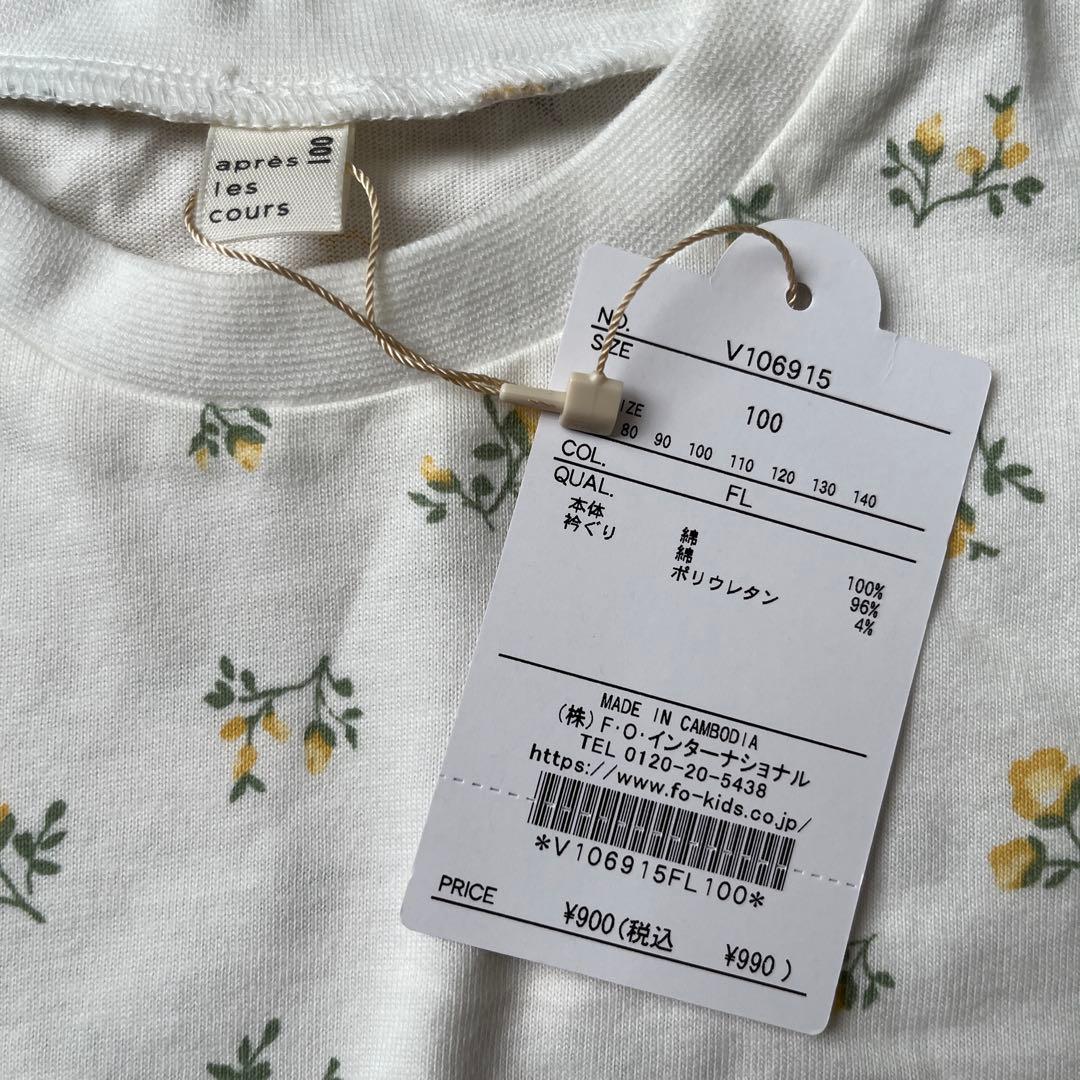 après
les
cours
100
NO. V106915
SIZE 100
IZE
80 90 100 110 120 130 140
COL. FL
QUAL.
本体 綿 100%
衿ぐり 綿 96%
ポリウレタン 4%
MADE IN CAMBODIA
(株)F・O・インターナショナル
TEL 0120-20-5438
https://www.fo-kids.co.jp/
*V106915FL100*
PRICE ¥900(税込 ¥990)